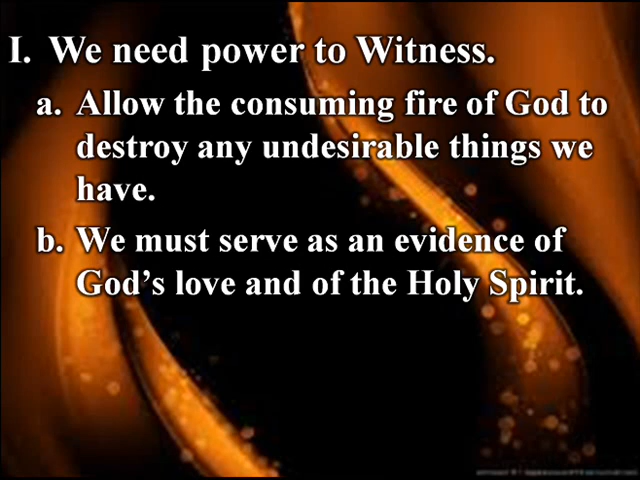 I. We need power to Witness.
a. Allow the consuming fire of God to
destroy any undesirable things we
have.
b. We must serve as an evidence of
God's love and of the Holy Spirit.